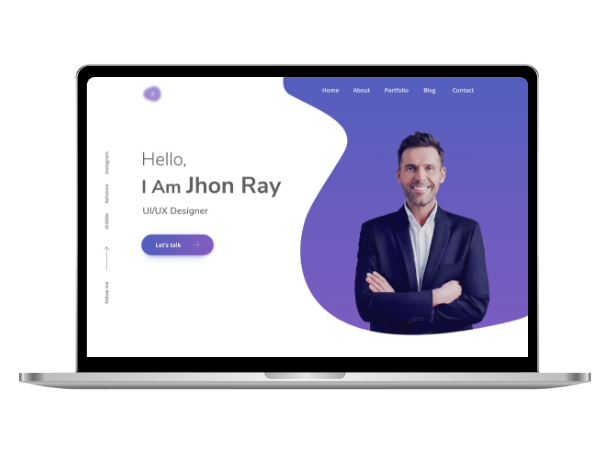 Home About Portfolio Blog Contact
Hello,
I Am Jhon Ray
UI/UX Designer
Let's talk
instagram
behance
dribble
follow me